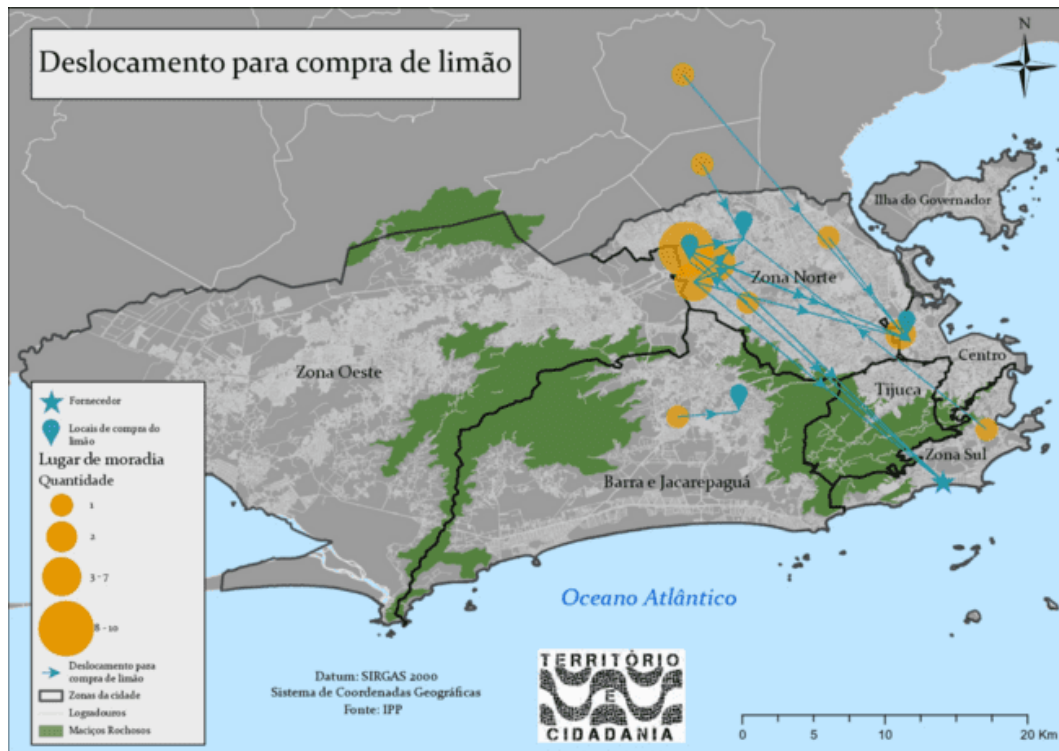 Deslocamento para compra de limão
N
Ilha do Governador
Zona Norte
Centro
Tijuca
Zona Oeste
Zona Sul
Barra e Jacarepaguá
Oceano Atlântico
Fornecedor
Locais de compra do
limão
Lugar de moradia
Quantidade
1
2
3 - 7
8 - 10
Deslocamento para
compra de limão
Zonas da cidade
Logradouros
Maciços Rochosos
Datum: SIRGAS 2000
Sistema de Coordenadas Geográficas
Fonte: IPP
TERRITÓRIO
E
CIDADANIA
0 5 10 20 Km